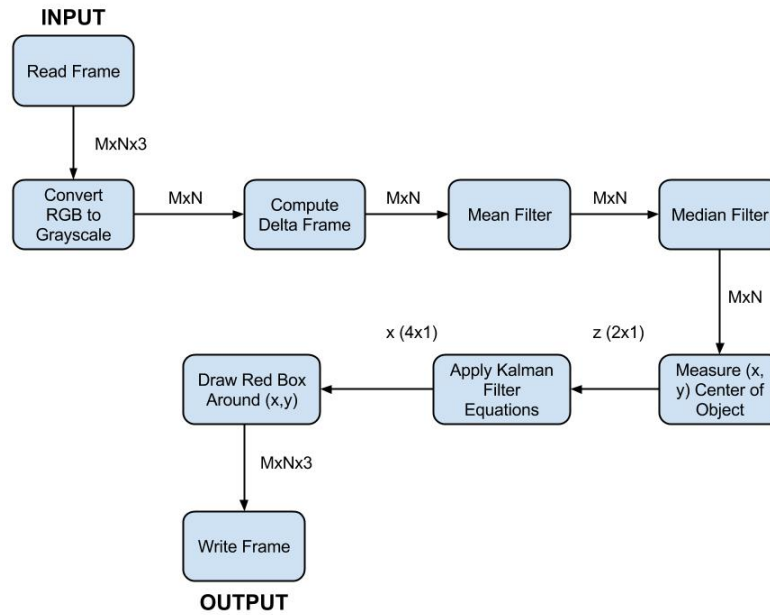 INPUT
Read Frame
MxNx3
Convert
RGB to
Grayscale
MxN
Compute
Delta Frame
MxN
Mean Filter
MxN
Median Filter
MxN
Measure (x,
y) Center of
Object
z (2x1)
Apply Kalman
Filter
Equations
x (4x1)
Draw Red Box
Around (x,y)
MxNx3
Write Frame
OUTPUT